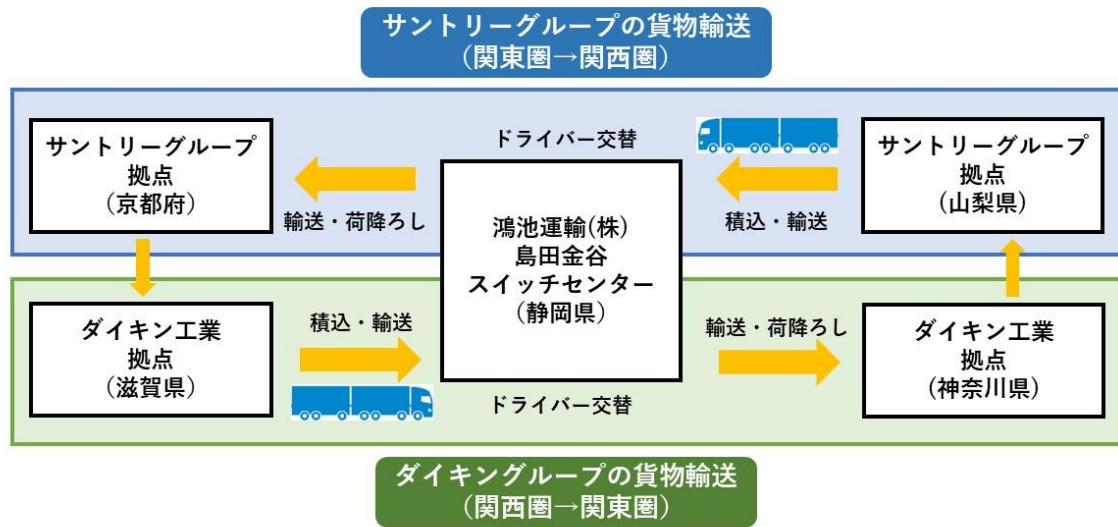 サントリーグループの貨物輸送
(関東圏→関西圏)
サントリーグループ
拠点
(京都府)
輸送・荷降ろし
ドライバー交替
積込・輸送
サントリーグループ
拠点
(山梨県)
鴻池運輸(株)
島田金谷
スイッチセンター
(静岡県)
ダイキン工業
拠点
(滋賀県)
積込・輸送
ドライバー交替
輸送・荷降ろし
ダイキン工業
拠点
(神奈川県)
ダイキングループの貨物輸送
(関西圏→関東圏)